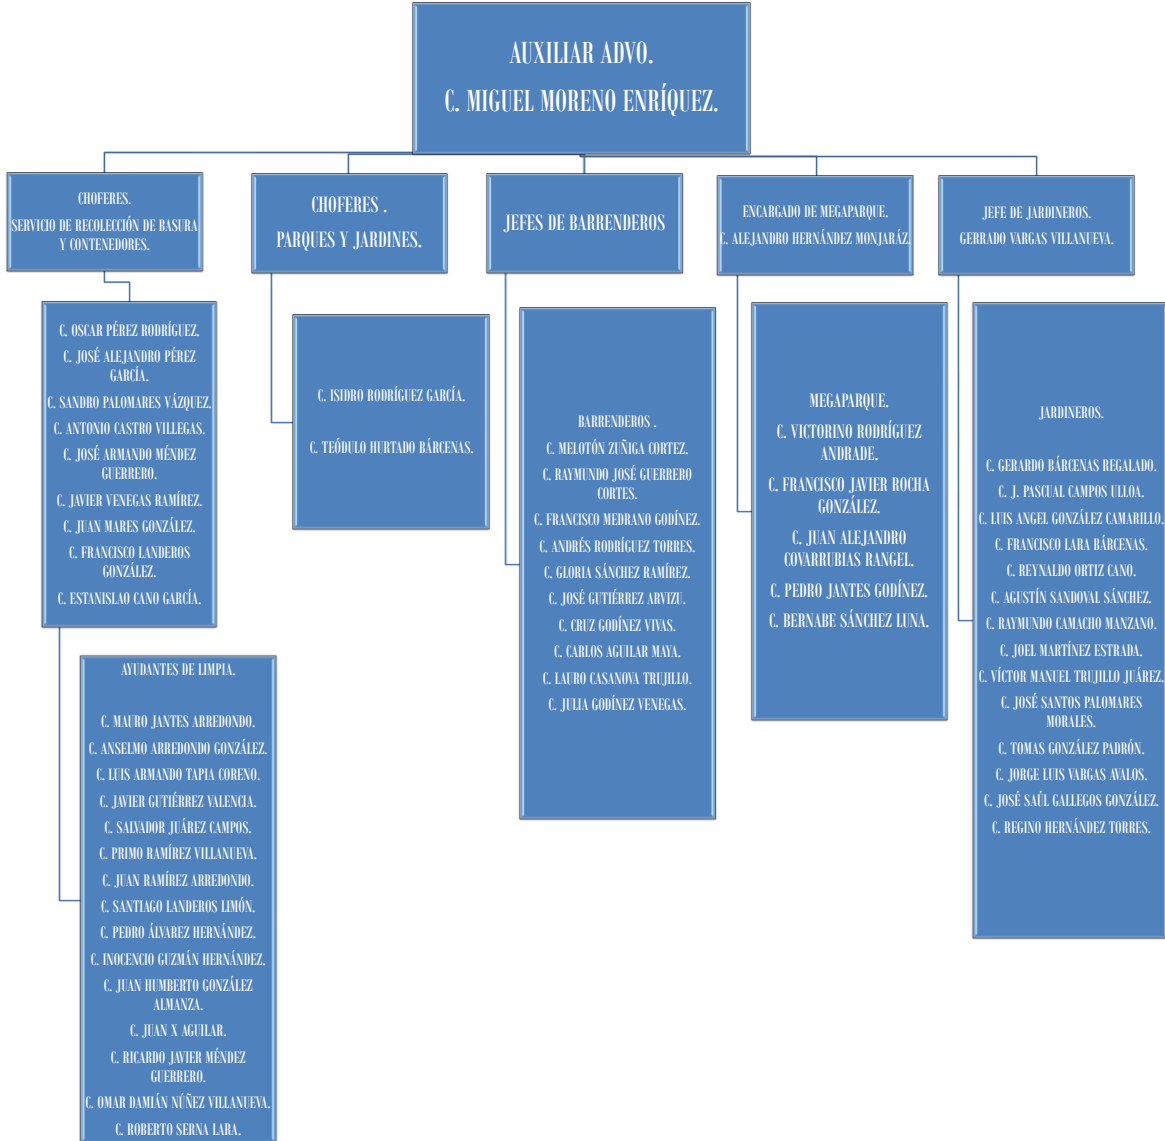 AUXILIAR ADVO.
C. MIGUEL MORENO ENRÍQUEZ.
CHOFERES.
SERVICIO DE RECOLECCIÓN DE BASURA
Y CONTENEDORES.
CHOFERES .
PARQUES Y JARDINES.
JEFES DE BARRENDEROS
ENCARGADO DE MEGAPARQUE.
C. ALEJANDRO HERNÁNDEZ MONJARÁZ.
JEFE DE JARDINEROS.
GERRADO VARGAS VILLANUEVA.
C. OSCAR PÉREZ RODRÍGUEZ.
C. JOSÉ ALEJANDRO PÉREZ
GARCÍA.
C. SANDRO PALOMARES VÁZQUEZ.
C. ANTONIO CASTRO VILLEGAS.
C. JOSÉ ARMANDO MÉNDEZ
GUERRERO.
C. JAVIER VENEGAS RAMÍREZ.
C. JUAN MARES GONZÁLEZ.
C. FRANCISCO LANDEROS
GONZÁLEZ.
C. ESTANISLAO CANO GARCÍA.
AYUDANTES DE LIMPIA.
C. MAURO JANTES ARREDONDO.
C. ANSELMO ARREDONDO GONZÁLEZ.
C. LUIS ARMANDO TAPIA CORENO.
C. JAVIER GUTIÉRREZ VALENCIA.
C. SALVADOR JUÁREZ CAMPOS.
C. PRIMO RAMÍREZ VILLANUEVA.
C. JUAN RAMÍREZ ARREDONDO.
C. SANTIAGO LANDEROS LIMÓN.
C. PEDRO ÁLVAREZ HERNÁNDEZ.
C. INOCENCIO GUZMÁN HERNÁNDEZ.
C. JUAN HUMBERTO GONZÁLEZ
ALMANZA.
C. JUAN X AGUILAR.
C. RICARDO JAVIER MÉNDEZ
GUERRERO.
C. OMAR DAMIÁN NÚÑEZ VILLANUEVA.
C. ROBERTO SERNA LARA.
C. ISIDRO RODRÍGUEZ GARCÍA.
C. TEÓDULO HURTADO BÁRCENAS.
BARRENDEROS .
C. MELOTÓN ZUÑIGA CORTEZ.
C. RAYMUNDO JOSÉ GUERRERO
CORTES.
C. FRANCISCO MEDRANO GODÍNEZ.
C. ANDRÉS RODRÍGUEZ TORRES.
C. GLORIA SÁNCHEZ RAMÍREZ.
C. JOSÉ GUTIÉRREZ ARVIZU.
C. CRUZ GODÍNEZ VIVAS.
C. CARLOS AGUILAR MAYA.
C. LAURO CASANOVA TRUJILLO.
C. JULIA GODÍNEZ VENEGAS.
MEGAPARQUE.
C. VICTORINO RODRÍGUEZ
ANDRADE.
C. FRANCISCO JAVIER ROCHA
GONZÁLEZ.
C. JUAN ALEJANDRO
COVARRUBIAS RANGEL.
C. PEDRO JANTES GODÍNEZ.
C. BERNABE SÁNCHEZ LUNA.
JARDINEROS.
C. GERARDO BÁRCENAS REGALADO.
C. J. PASCUAL CAMPOS ULLOA.
C. LUIS ANGEL GONZÁLEZ CAMARILLO.
C. FRANCISCO LARA BÁRCENAS.
C. REYNALDO ORTIZ CANO.
C. AGUSTÍN SANDOVAL SÁNCHEZ.
C. RAYMUNDO CAMACHO MANZANO.
C. JOEL MARTÍNEZ ESTRADA.
C. VÍCTOR MANUEL TRUJILLO JUÁREZ.
C. JOSÉ SANTOS PALOMARES
MORALES.
C. TOMAS GONZÁLEZ PADRÓN.
C. JORGE LUIS VARGAS AVALOS.
C. JOSÉ SAÚL GALLEGOS GONZÁLEZ.
C. REGINO HERNÁNDEZ TORRES.